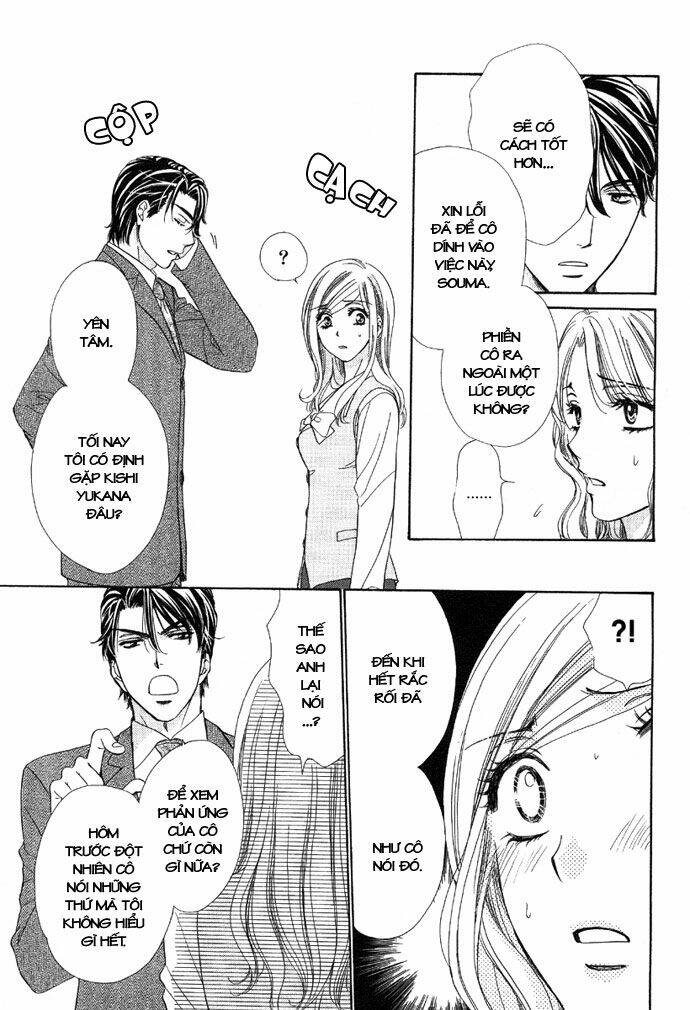 SẼ CÓ
CÁCH TỐT
HƠN...
XIN LỖI
ĐÃ ĐỂ CÔ
DÍNH VÀO
VIỆC NÀY,
SOUMA.
PHIỀN
CÔ RA
NGOÀI MỘT
LÚC ĐƯỢC
KHÔNG?
......
CỘP
CẠCH
?
YÊN
TÂM.
TỐI NAY
TÔI CÓ ĐỊNH
GẶP KISHI
YUKANA
ĐÂU?
?!
ĐẾN KHI
HẾT RẮC
RỐI ĐÃ
NHƯ CÔ
NÓI ĐÓ.
THẾ
SAO ANH
LẠI
NÓI
...?
ĐỂ XEM
PHẢN ỨNG
CỦA CÔ
CHỨ CÒN
GÌ NỮA?
HÔM
TRƯỚC ĐỘT
NHIÊN CÔ
NÓI NHỮNG
THỨ MÀ TÔI
KHÔNG HIỂU
GÌ HẾT.